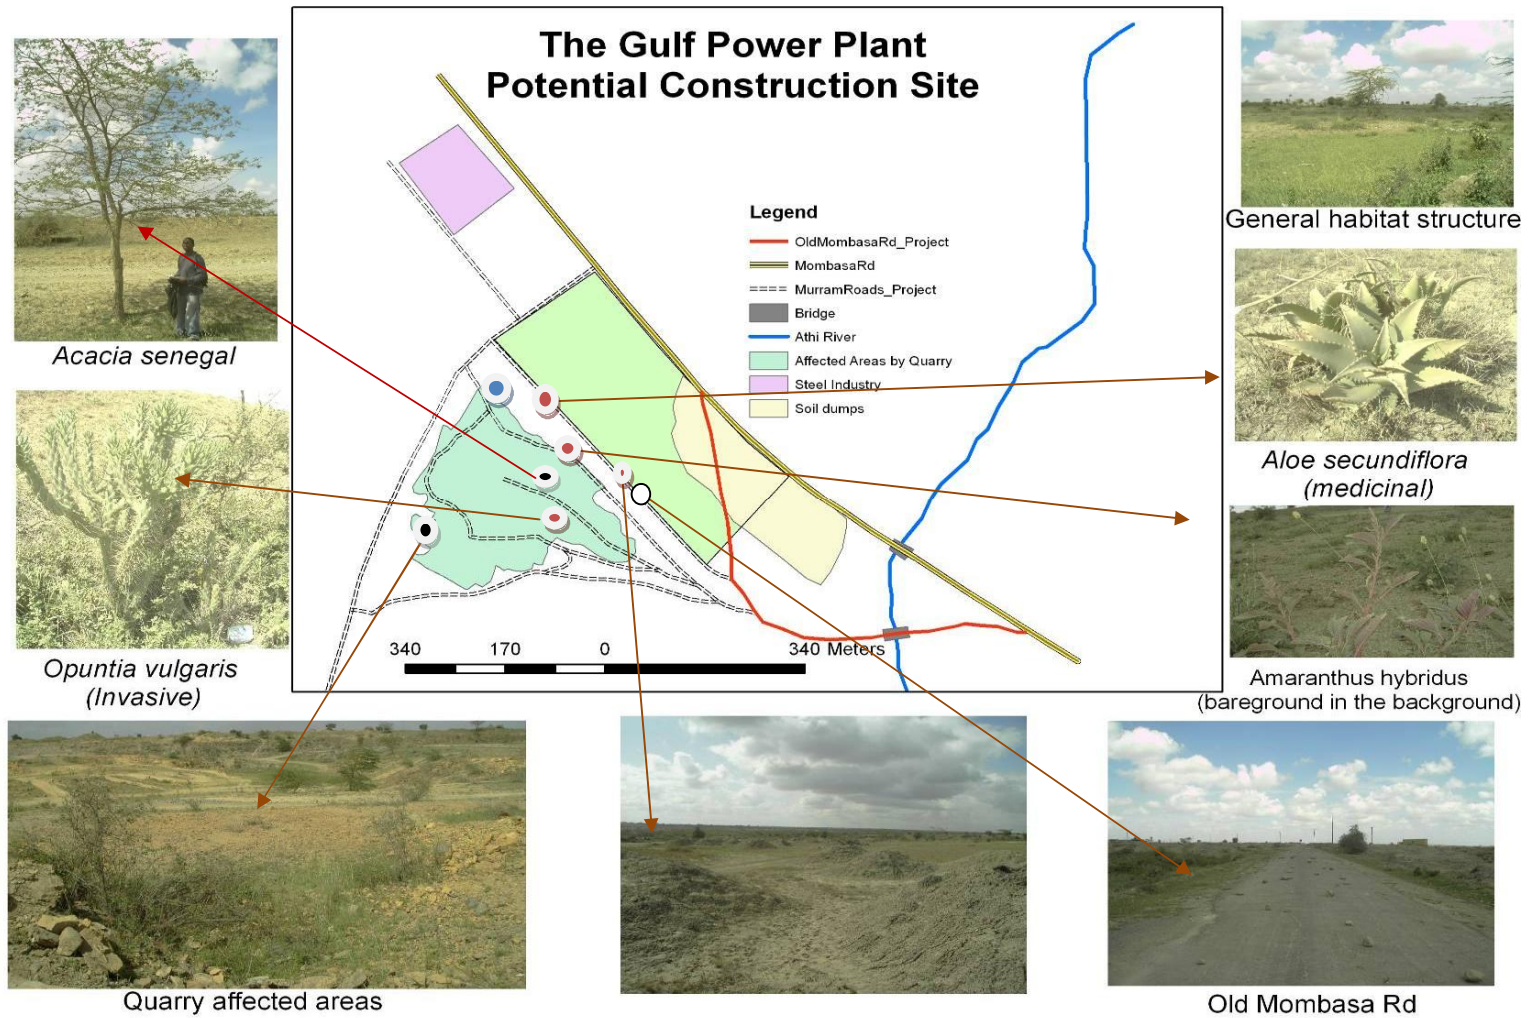 The Gulf Power Plant
Potential Construction Site
Legend
OldMombasaRd_Project
MombasaRd
MurramRoads_Project
Bridge
Athi River
Affected Areas by Quarry
Steel Industry
Soil dumps
340 170 0 340 Meters
Acacia senegal
Opuntia vulgaris
(Invasive)
Quarry affected areas
General habitat structure
Aloe secundiflora
(medicinal)
Amaranthus hybridus
(bareground in the background)
Old Mombasa Rd